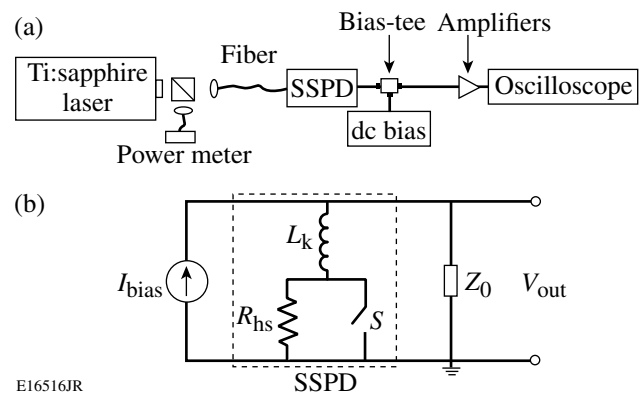 (a)
Bias-tee
Amplifiers
Fiber
Ti:sapphire
laser
SSPD
Oscilloscope
dc bias
Power meter
(b)
Lk
Ibias
Rhs
S
Z0
Vout
SSPD
E16516JR